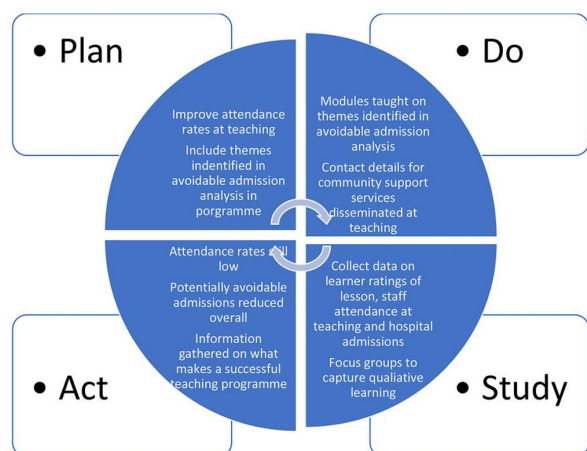 • Plan
Improve attendance
rates at teaching
Include themes
indentified in
avoidable admission
analysis in
porgramme
• Do
Modules taught on
themes identified in
avoidable admission
analysis
Contact details for
community support
services
disseminated at
teaching
Attendance rates still
low
Potentially avoidable
admissions reduced
overall
Information
gathered on what
makes a successful
teaching programme
• Act
Collect data on
learner ratings of
lesson, staff
attendance at
teaching and hospital
admissions
Focus groups to
capture qualiative
learning
• Study